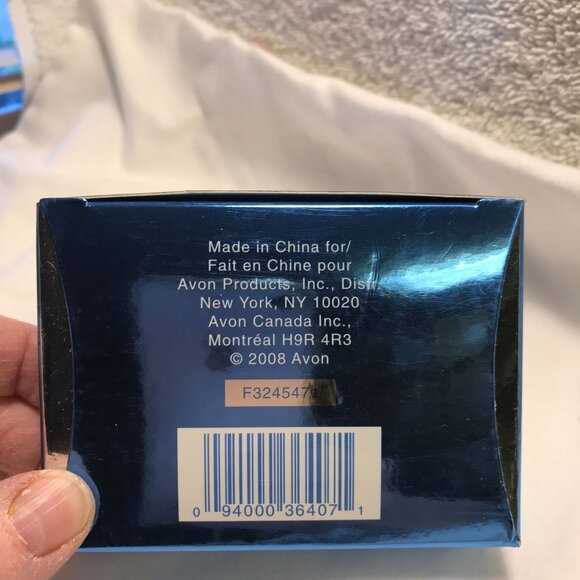 Made in China for/
Fait en Chine pour
Avon Products, Inc., Distr.
New York, NY 10020
Avon Canada Inc.,
Montréal H9R 4R3
© 2008 Avon
F3245471
0 94000 36407 1